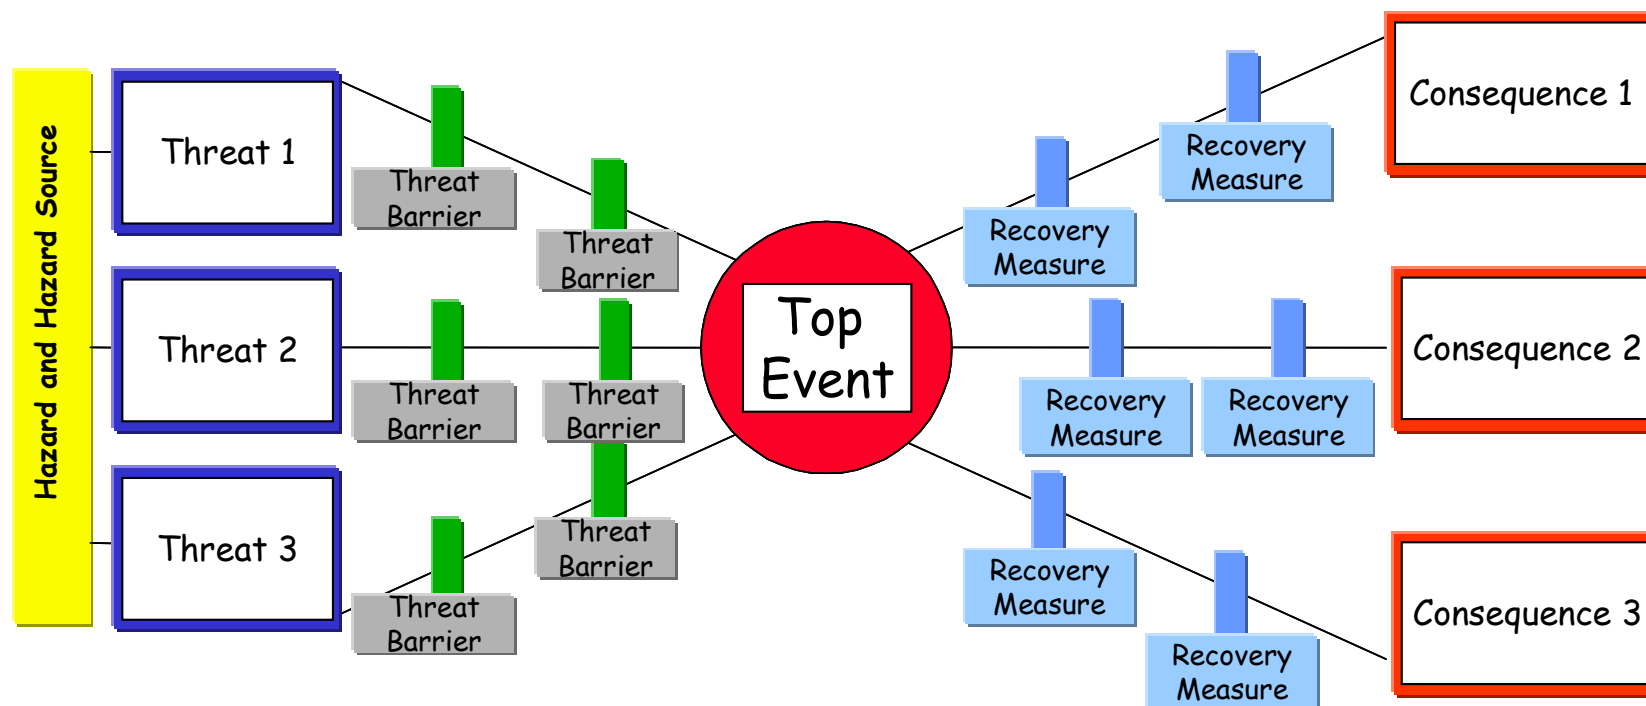 Hazard and Hazard Source
Threat 1
Threat
Barrier
Threat
Barrier
Threat 2
Threat
Barrier
Threat
Barrier
Threat 3
Threat
Barrier
Threat
Barrier
Top
Event
Recovery
Measure
Recovery
Measure
Consequence 1
Recovery
Measure
Recovery
Measure
Consequence 2
Recovery
Measure
Recovery
Measure
Consequence 3